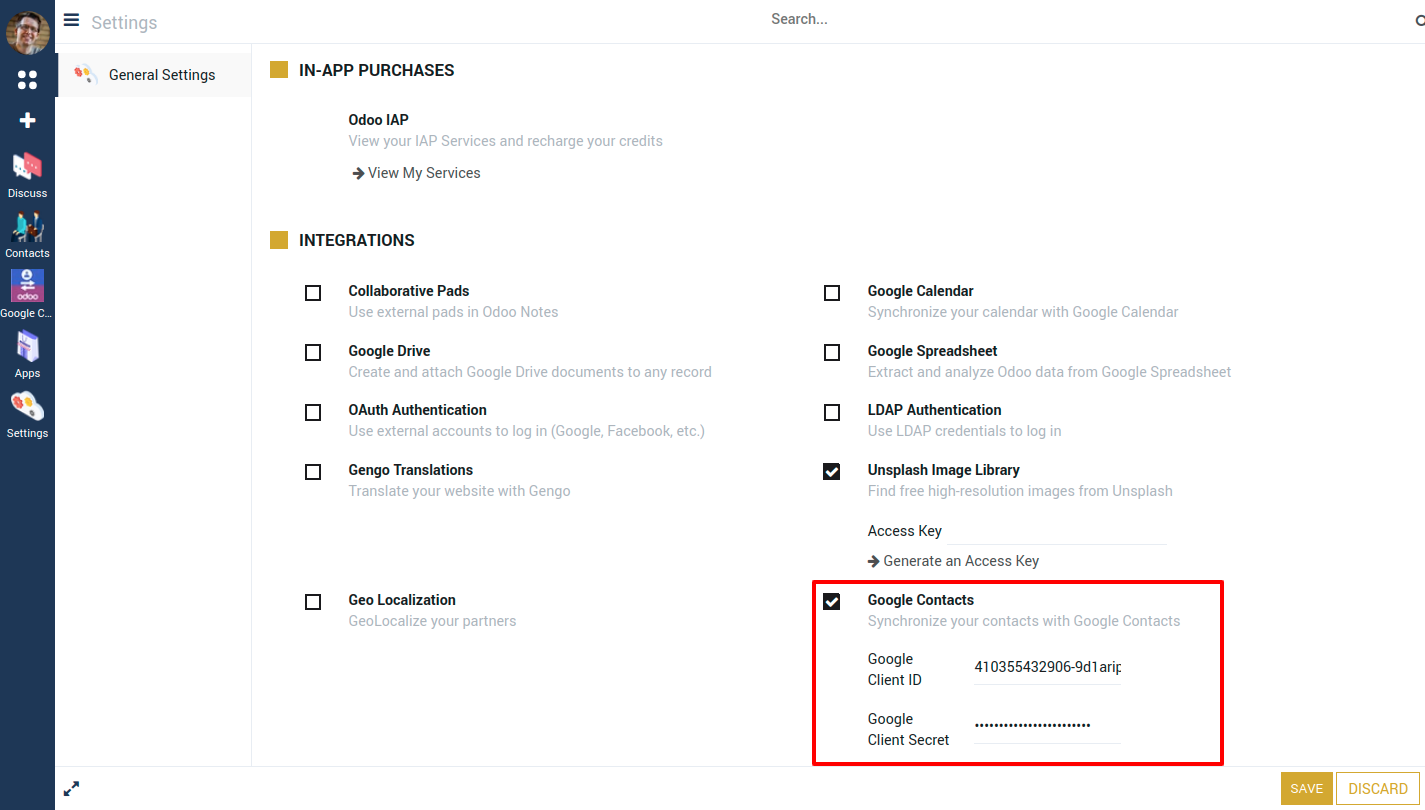 Settings
Search...
General Settings
IN-APP PURCHASES
Odoo IAP
View your IAP Services and recharge your credits
View My Services
INTEGRATIONS
Collaborative Pads
Use external pads in Odoo Notes
Google Calendar
Synchronize your calendar with Google Calendar
Google Drive
Create and attach Google Drive documents to any record
Google Spreadsheet
Extract and analyze Odoo data from Google Spreadsheet
OAuth Authentication
Use external accounts to log in (Google, Facebook, etc.)
LDAP Authentication
Use LDAP credentials to log in
Gengo Translations
Translate your website with Gengo
Unsplash Image Library
Find free high-resolution images from Unsplash
Access Key
Generate an Access Key
Geo Localization
GeoLocalize your partners
Google Contacts
Synchronize your contacts with Google Contacts
Google
Client ID
410355432906-9d1arip
Google
Client Secret
••••••••••••••••••••••••
Discuss
Contacts
odoo
Google C...
Apps
Settings
SAVE
DISCARD